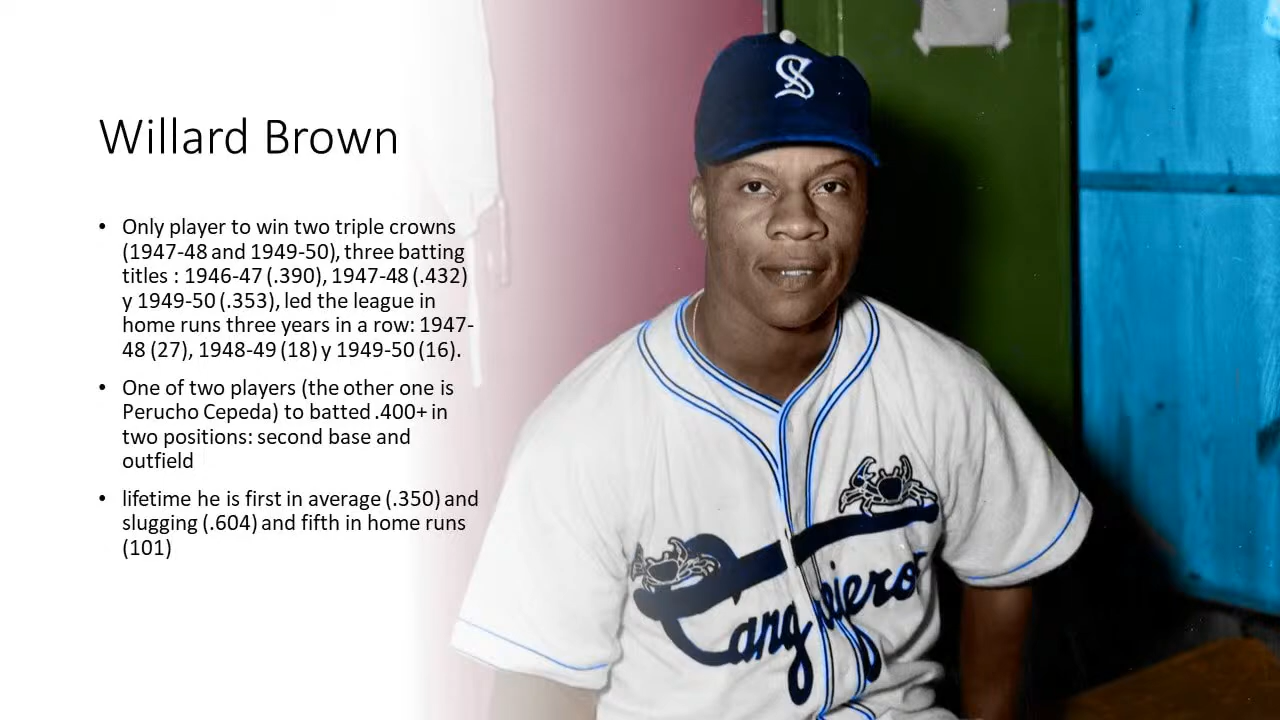 Willard Brown
• Only player to win two triple crowns
(1947-48 and 1949-50), three batting
titles : 1946-47 (.390), 1947-48 (.432)
y 1949-50 (.353), led the league in
home runs three years in a row: 1947-
48 (27), 1948-49 (18) y 1949-50 (16).
• One of two players (the other one is
Perucho Cepeda) to batted .400+ in
two positions: second base and
outfield
• lifetime he is first in average (.350) and
slugging (.604) and fifth in home runs
(101)
S